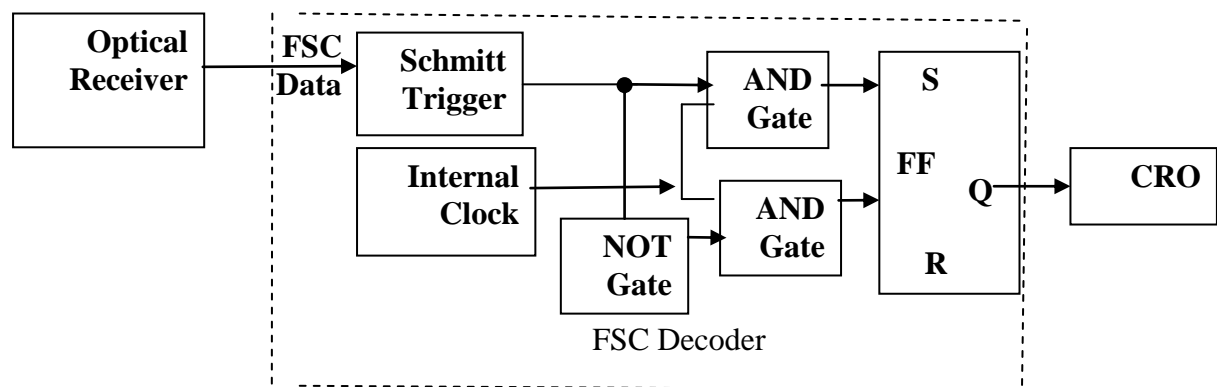 Optical
Receiver
FSC
Data
Schmitt
Trigger
AND
Gate
S
FF
Q
R
CRO
Internal
Clock
AND
Gate
NOT
Gate
FSC Decoder